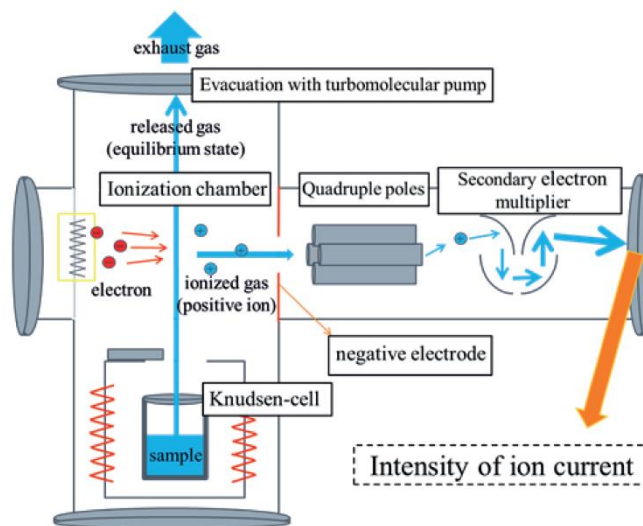 exhaust gas
Evacuation with turbomolecular pump
released gas
(equilibrium state)
Ionization chamber
Quadruple poles
Secondary electron
multiplier
electron
ionized gas
(positive ion)
negative electrode
Knudsen-cell
sample
Intensity of ion current